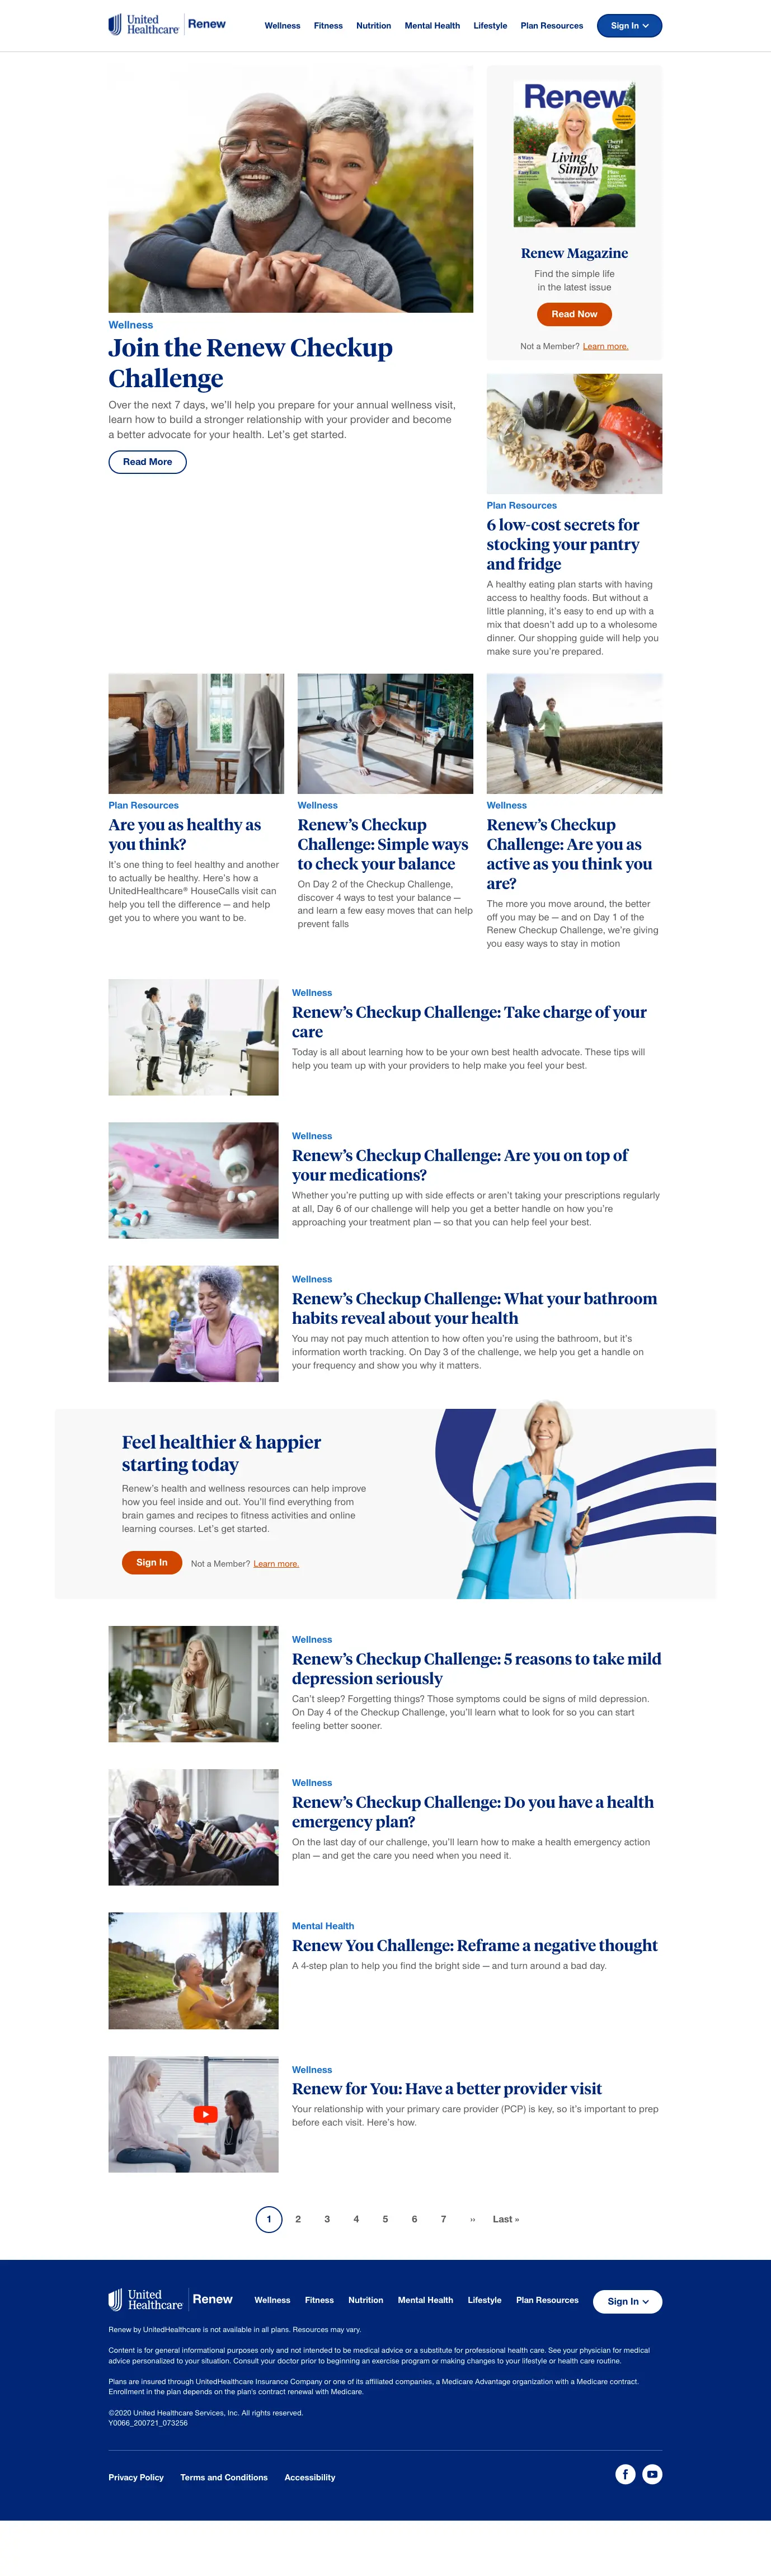 United
Healthcare
Renew
Wellness
Fitness
Nutrition
Mental Health
Lifestyle
Plan Resources
Sign In
Wellness
Join the Renew Checkup
Challenge
Over the next 7 days, we’ll help you prepare for your annual wellness visit,
learn how to build a stronger relationship with your provider and become
a better advocate for your health. Let’s get started.
Read More
Renew
Living
Simply
Cheryl
Tiegs
Renew Magazine
Find the simple life
in the latest issue
Read Now
Not a Member? Learn more.
Plan Resources
6 low-cost secrets for
stocking your pantry
and fridge
A healthy eating plan starts with having
access to healthy foods. But without a
little planning, it’s easy to end up with a
mix that doesn’t add up to a wholesome
dinner. Our shopping guide will help you
make sure you’re prepared.
Plan Resources
Are you as healthy as
you think?
It’s one thing to feel healthy and another
to actually be healthy. Here’s how a
UnitedHealthcare® HouseCalls visit can
help you tell the difference — and help
get you to where you want to be.
Wellness
Renew’s Checkup
Challenge: Simple ways
to check your balance
On Day 2 of the Checkup Challenge,
discover 4 ways to test your balance —
and learn a few easy moves that can help
prevent falls
Wellness
Renew’s Checkup
Challenge: Are you as
active as you think you
are?
The more you move around, the better
off you may be — and on Day 1 of the
Renew Checkup Challenge, we’re giving
you easy ways to stay in motion
Wellness
Renew’s Checkup Challenge: Take charge of your
care
Today is all about learning how to be your own best health advocate. These tips will
help you team up with your providers to help make you feel your best.
Wellness
Renew’s Checkup Challenge: Are you on top of
your medications?
Whether you’re putting up with side effects or aren’t taking your prescriptions regularly
at all, Day 6 of our challenge will help you get a better handle on how you’re
approaching your treatment plan — so that you can help feel your best.
Wellness
Renew’s Checkup Challenge: What your bathroom
habits reveal about your health
You may not pay much attention to how often you’re using the bathroom, but it’s
information worth tracking. On Day 3 of the challenge, we help you get a handle on
your frequency and show you why it matters.
Feel healthier & happier
starting today
Renew’s health and wellness resources can help improve
how you feel inside and out. You’ll find everything from
brain games and recipes to fitness activities and online
learning courses. Let’s get started.
Sign In
Not a Member? Learn more.
Wellness
Renew’s Checkup Challenge: 5 reasons to take mild
depression seriously
Can’t sleep? Forgetting things? Those symptoms could be signs of mild depression.
On Day 4 of the Checkup Challenge, you’ll learn what to look for so you can start
feeling better sooner.
Wellness
Renew’s Checkup Challenge: Do you have a health
emergency plan?
On the last day of our challenge, you’ll learn how to make a health emergency action
plan — and get the care you need when you need it.
Mental Health
Renew You Challenge: Reframe a negative thought
A 4-step plan to help you find the bright side — and turn around a bad day.
Wellness
Renew for You: Have a better provider visit
Your relationship with your primary care provider (PCP) is key, so it’s important to prep
before each visit. Here’s how.
1 2 3 4 5 6 7 ›› Last »
United
Healthcare
Renew
Wellness
Fitness
Nutrition
Mental Health
Lifestyle
Plan Resources
Sign In
Renew by UnitedHealthcare is not available in all plans. Resources may vary.
Content is for general informational purposes only and not intended to be medical advice or a substitute for professional health care. See your physician for medical
advice personalized to your situation. Consult your doctor prior to beginning an exercise program or making changes to your lifestyle or health care routine.
Plans are insured through UnitedHealthcare Insurance Company or one of its affiliated companies, a Medicare Advantage organization with a Medicare contract.
Enrollment in the plan depends on the plan’s contract renewal with Medicare.
©2020 United Healthcare Services, Inc. All rights reserved.
Y0066_200721_073256
Privacy Policy
Terms and Conditions
Accessibility